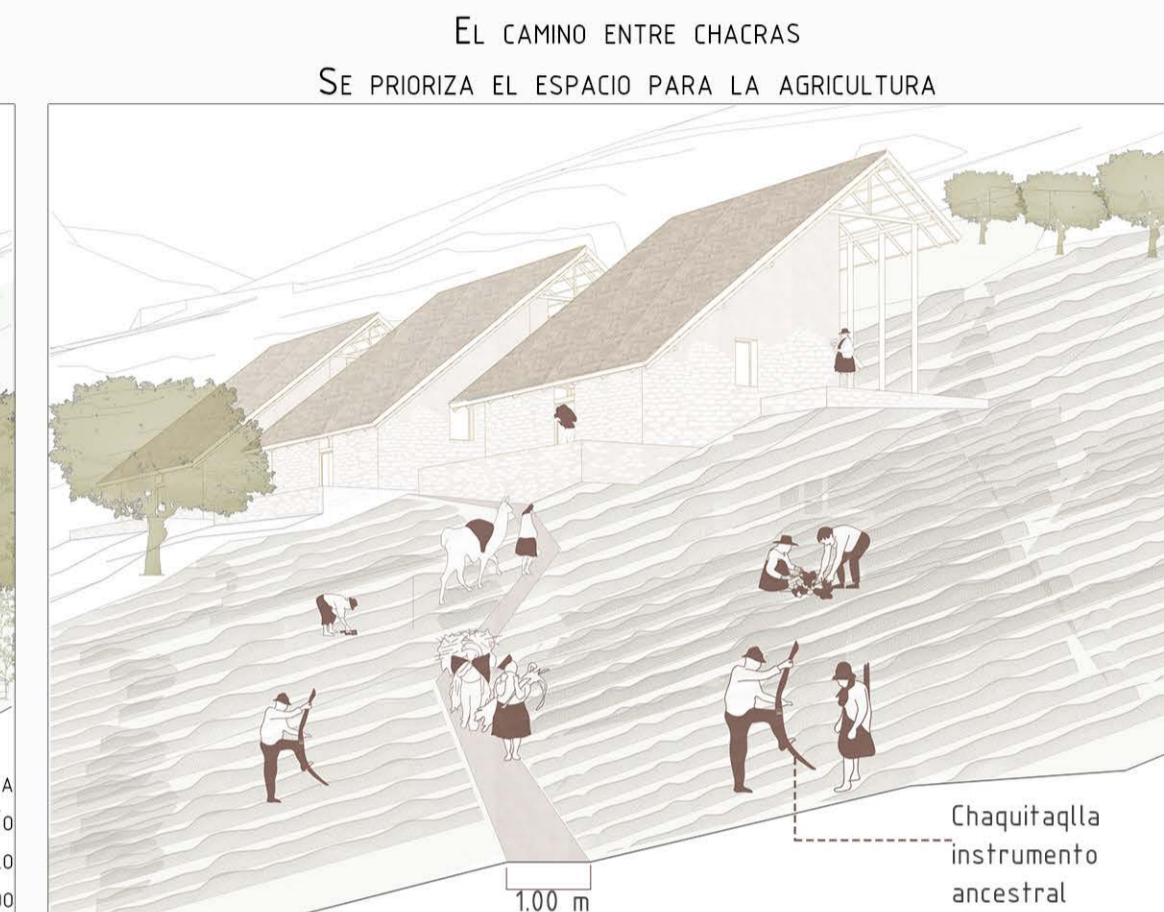 EL CAMINO ENTRE CHACRAS
SE PRIORIZA EL ESPACIO PARA LA AGRICULTURA
Chaquitaqlla
instrumento
ancestral
1.00 m